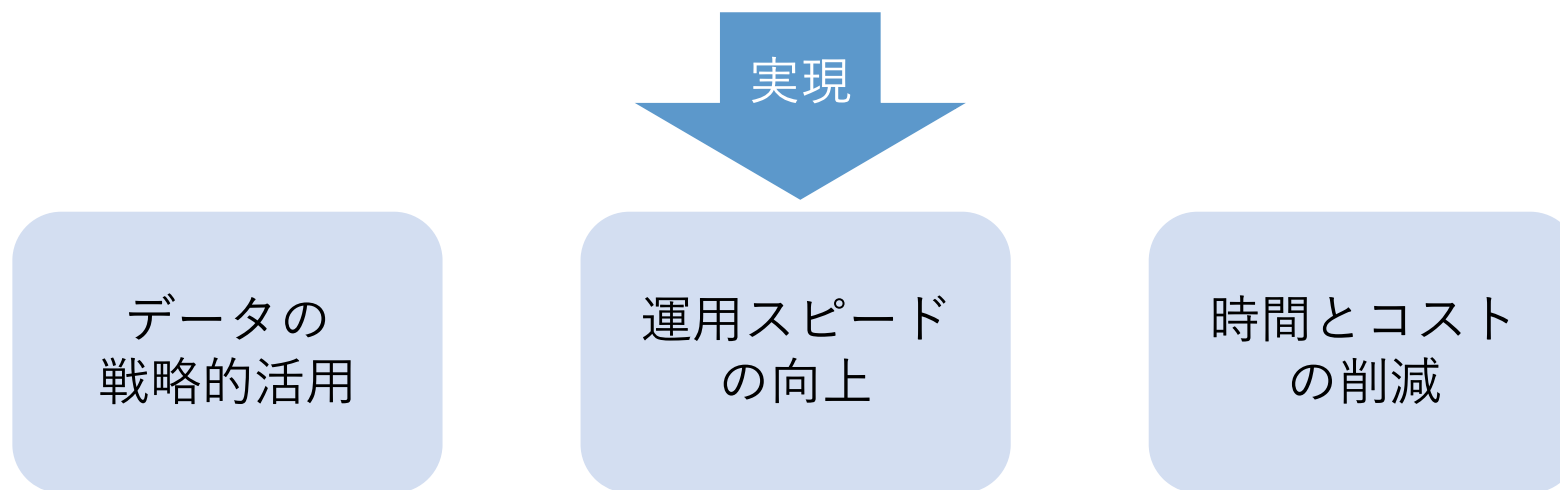 実現
データの
戦略的活用
運用スピード
の向上
時間とコスト
の削減